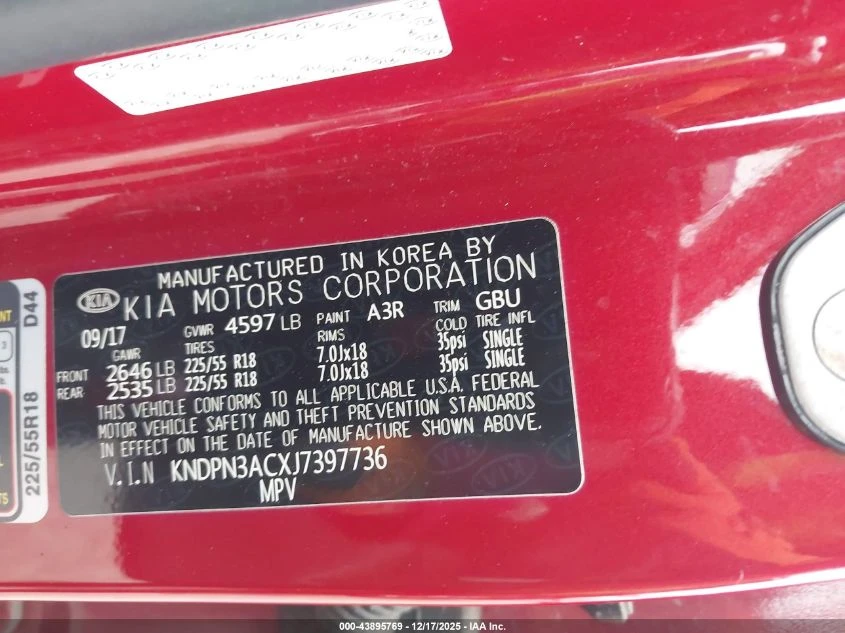 MANUFACTURED IN KOREA BY
KIA KIA MOTORS CORPORATION
09/17 GVWR 4597 LB PAINT A3R TRIM GBU
GAWR TIRES RIMS COLD TIRE INFL
FRONT 2646 LB 225/55 R18 7.0Jx18 35psi SINGLE
REAR 2535 LB 225/55 R18 7.0Jx18 35psi SINGLE
THIS VEHICLE CONFORMS TO ALL APPLICABLE U.S.A. FEDERAL
MOTOR VEHICLE SAFETY AND THEFT PREVENTION STANDARDS
IN EFFECT ON THE DATE OF MANUFACTURE SHOWN ABOVE.
V.I.N KNDPN3ACXJ7397736
MPV
225/55R18 D44
000-43895769 - 12/17/2025 - IAA Inc.